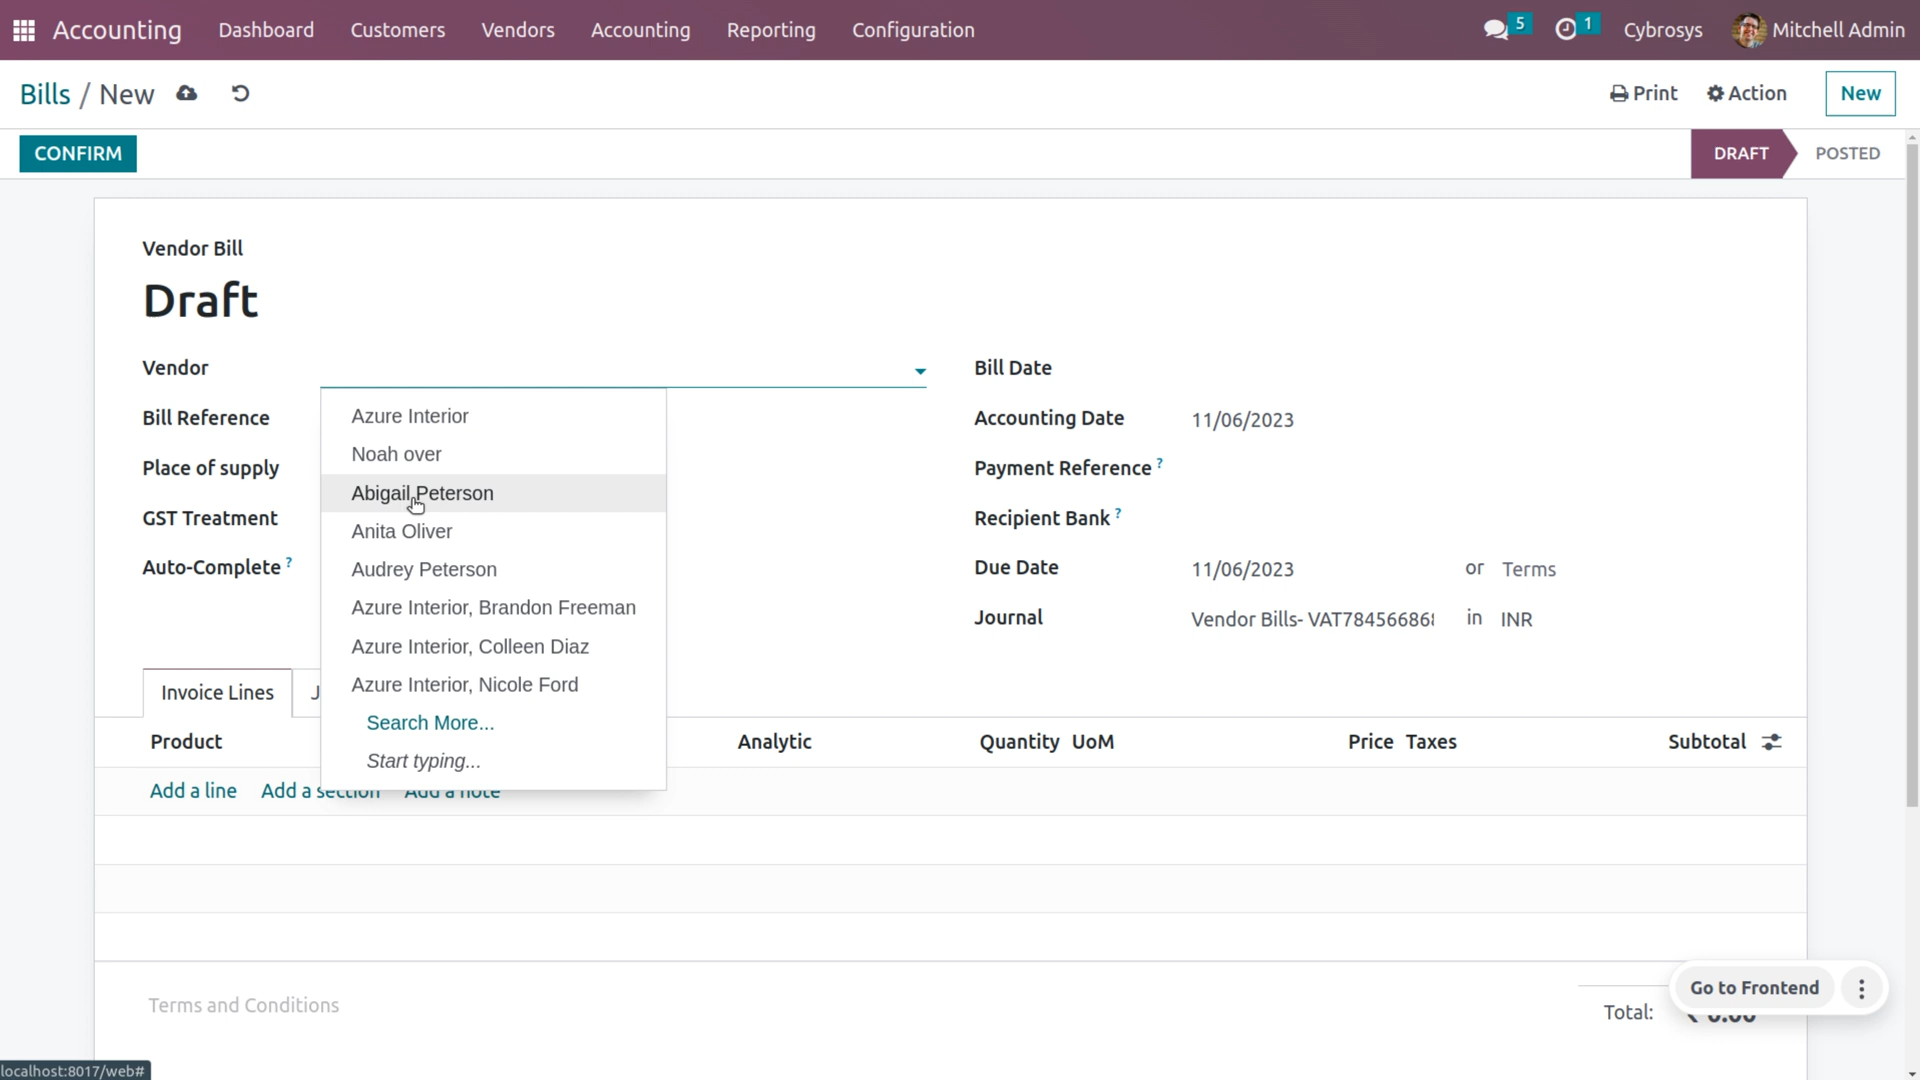 Accounting Dashboard Customers Vendors Accounting Reporting Configuration 5 1 Cybrosys Mitchell Admin
Bills / New Print Action New
CONFIRM DRAFT POSTED
Vendor Bill
Draft
Vendor Bill Date
Bill Reference Azure Interior Accounting Date 11/06/2023
Noah over
Place of supply Payment Reference ?
Abigail Peterson
GST Treatment Recipient Bank ?
Anita Oliver
Auto-Complete ? Audrey Peterson Due Date 11/06/2023 or Terms
Azure Interior, Brandon Freeman
Journal Vendor Bills- VAT784566868 in INR
Azure Interior, Colleen Diaz
Invoice Lines J Azure Interior, Nicole Ford
Search More...
Product Analytic Quantity UoM Price Taxes Subtotal
Start typing...
Add a line Add a section Add a note
Go to Frontend
Terms and Conditions
Total: ₹ 0.00
localhost:8017/web#